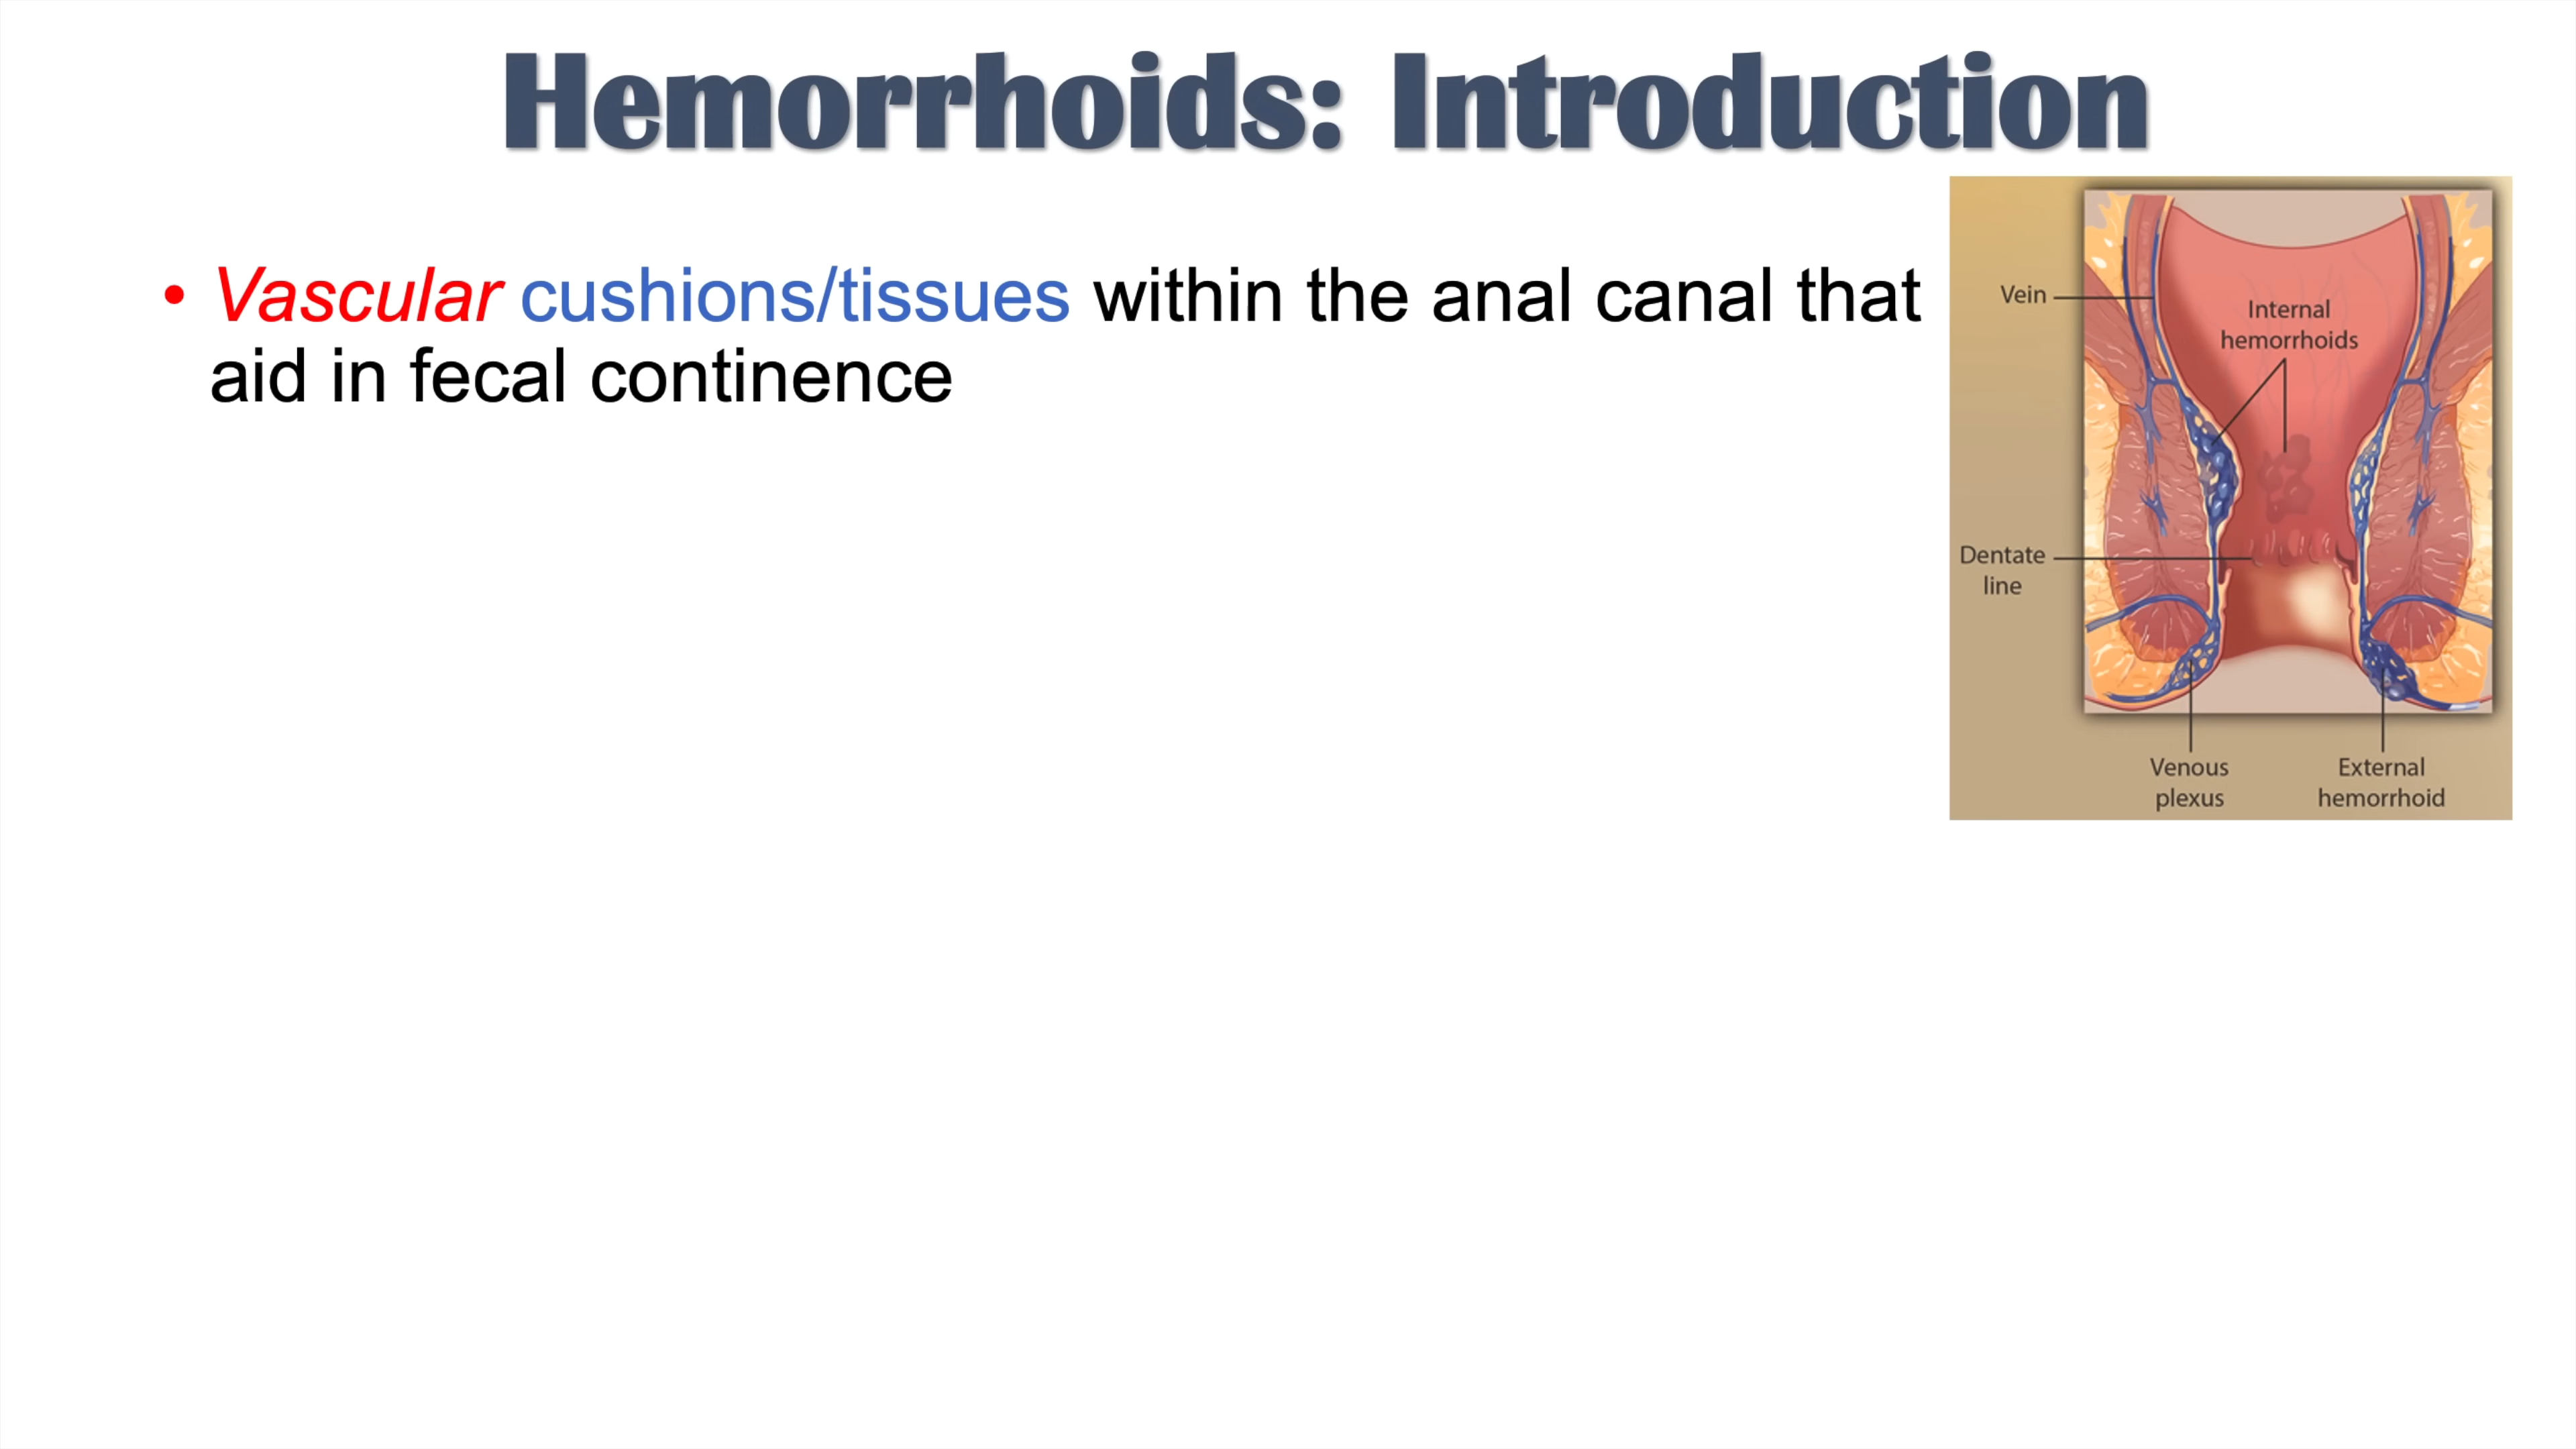 Hemorrhoids: Introduction
• Vascular cushions/tissues within the anal canal that
aid in fecal continence
Vein
Internal
hemorrhoids
Dentate
line
Venous
plexus
External
hemorrhoid